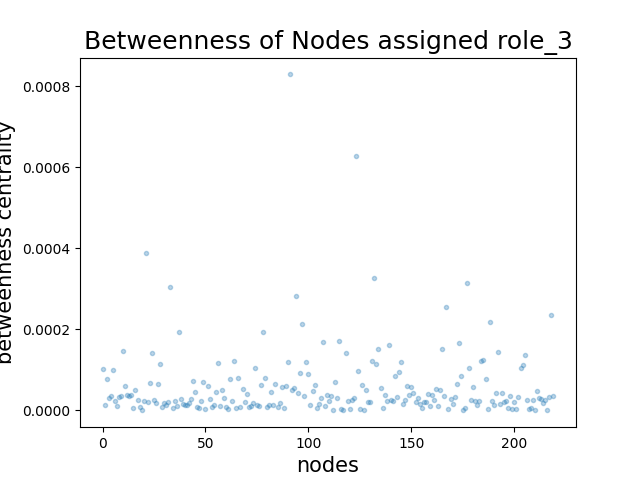 Betweenness of Nodes assigned role_3
betweenness centrality
0.0008
0.0006
0.0004
0.0002
0.0000
0 50 100 150 200
nodes